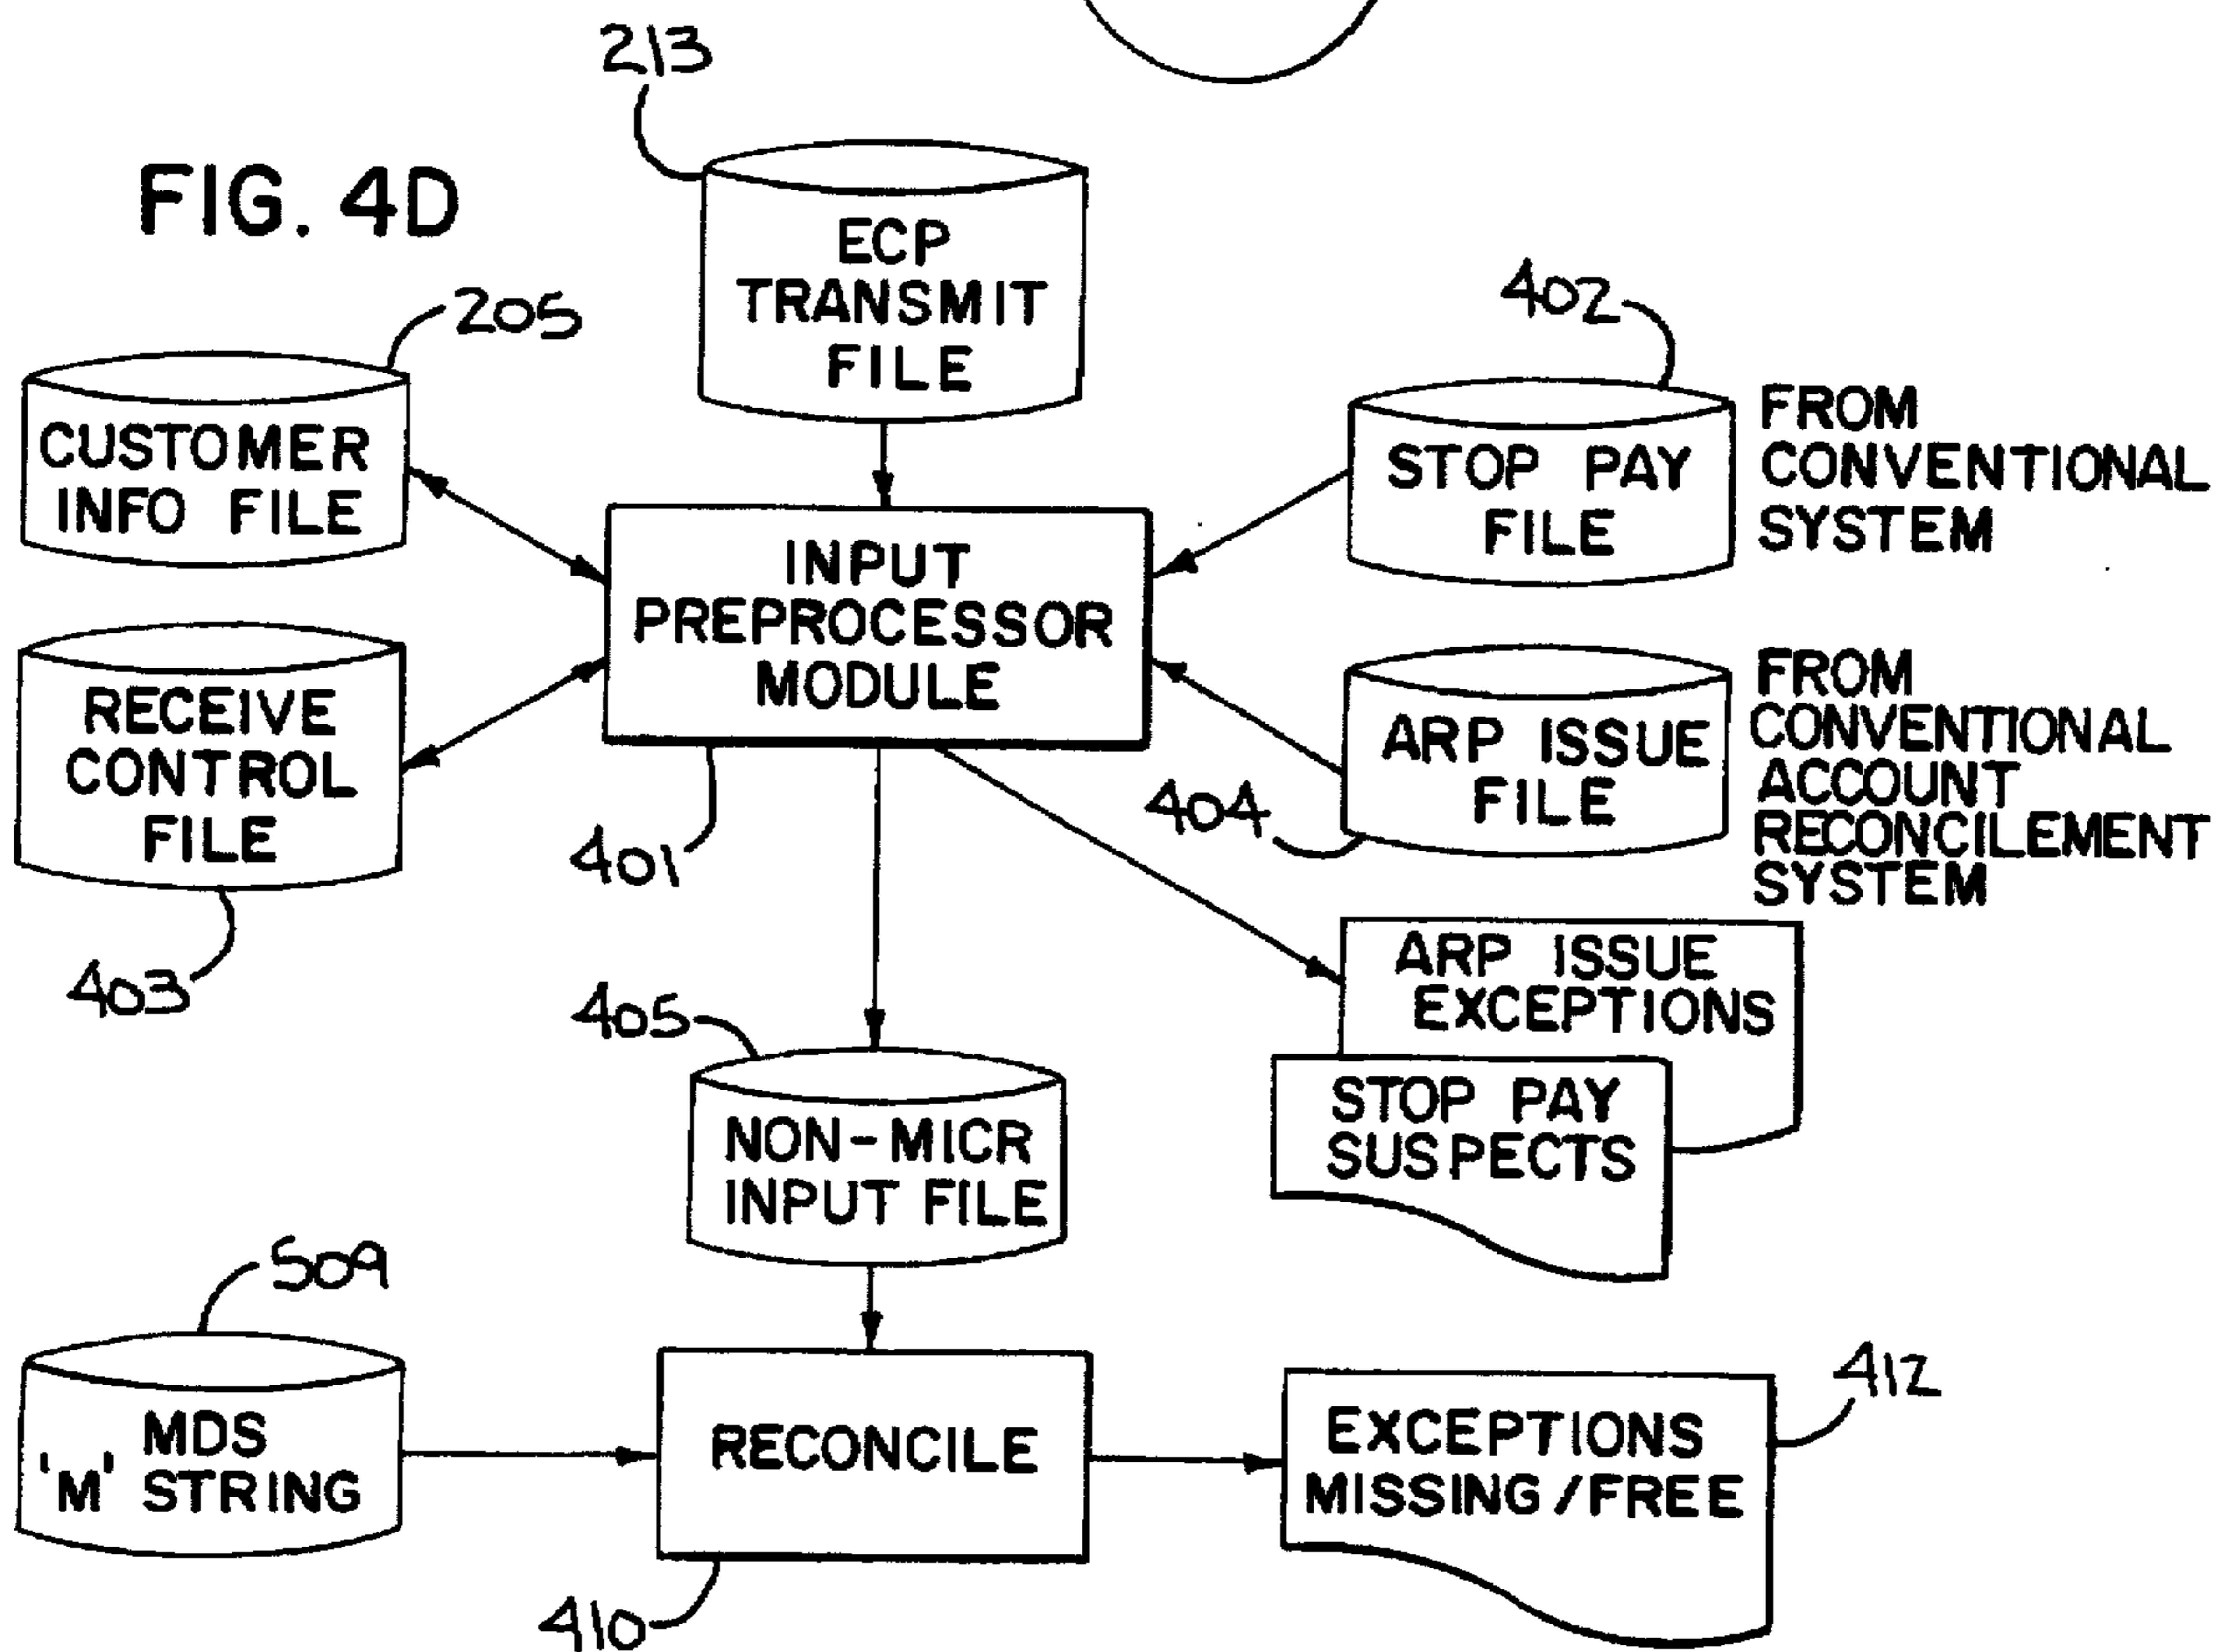 213
FIG. 4D
ECP
TRANSMIT
FILE
205
402
CUSTOMER
INFO FILE
STOP PAY
FILE
FROM
CONVENTIONAL
SYSTEM
INPUT
PREPROCESSOR
MODULE
RECEIVE
CONTROL
FILE
ARP ISSUE
FILE
FROM
CONVENTIONAL
ACCOUNT
RECONCILEMENT
SYSTEM
404
401
403
ARP ISSUE
EXCEPTIONS
405
STOP PAY
SUSPECTS
NON-MICR
INPUT FILE
509
412
MDS
'M' STRING
RECONCILE
EXCEPTIONS
MISSING/FREE
410